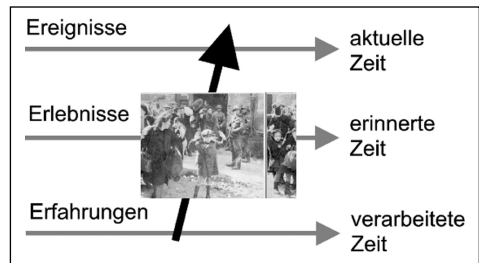 Ereignisse
aktuelle
Zeit
Erlebnisse
erinnerte
Zeit
Erfahrungen
verarbeitete
Zeit